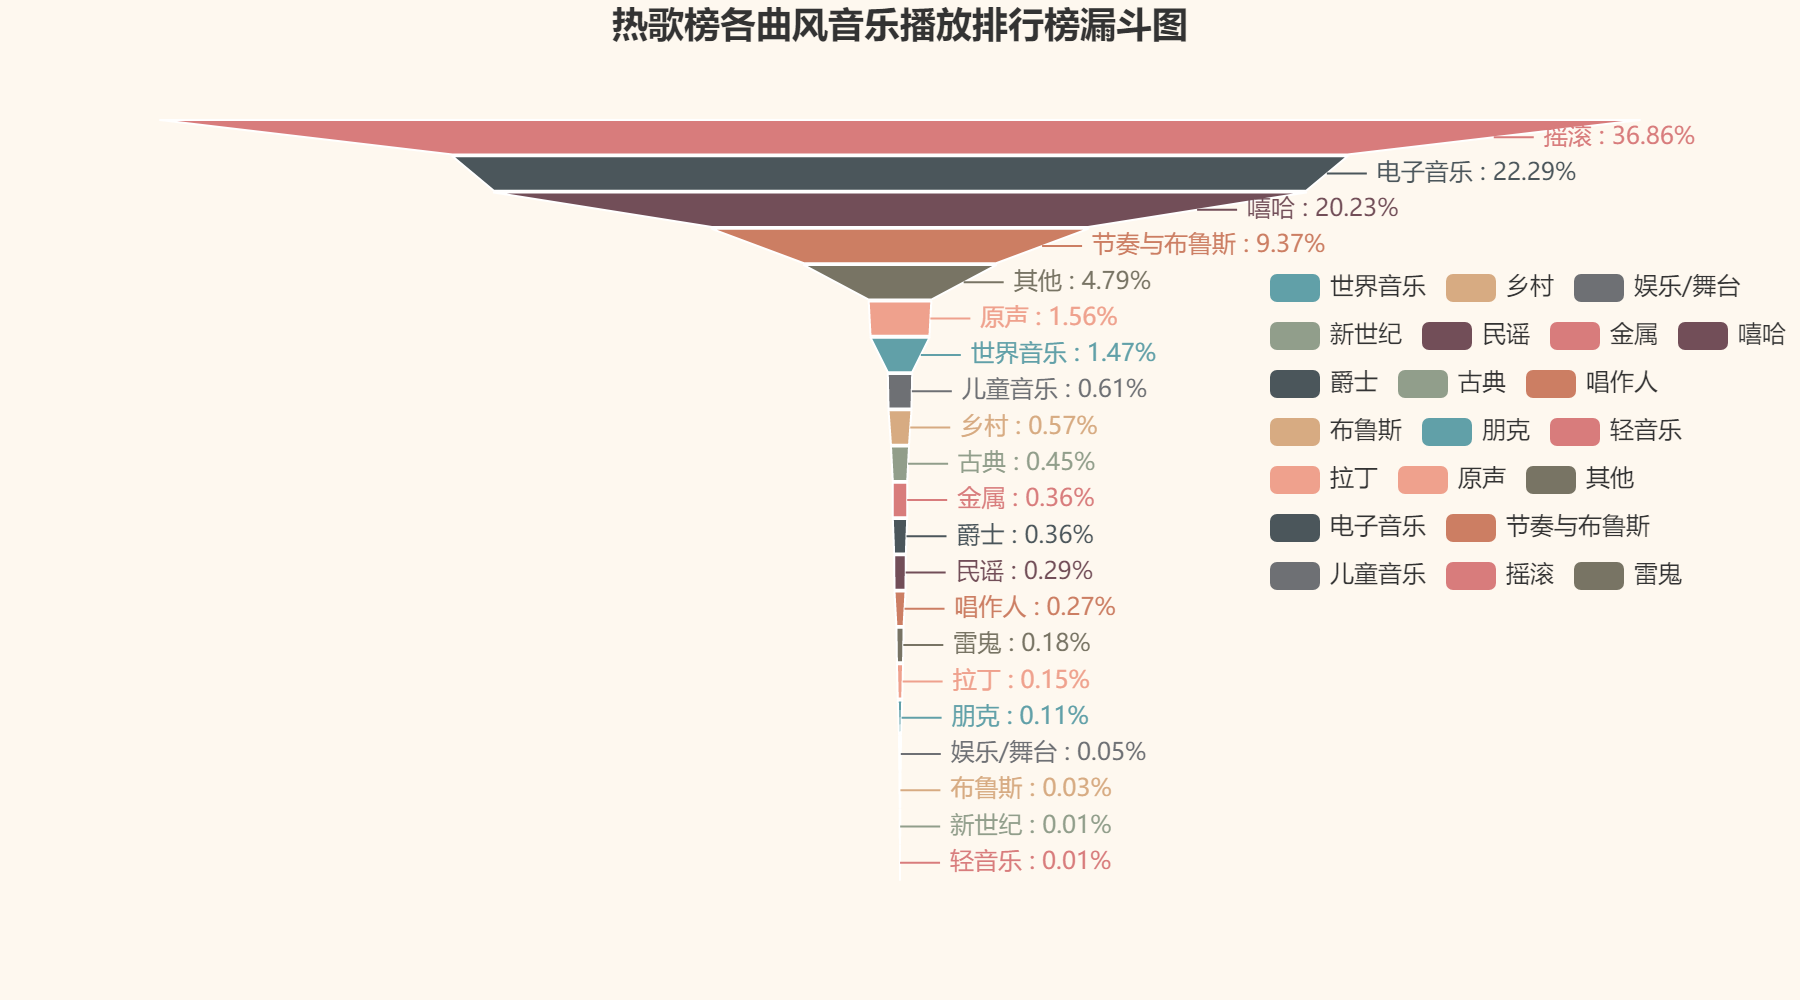 热歌榜各曲风音乐播放排行榜漏斗图
摇滚 : 36.86%
电子音乐 : 22.29%
嘻哈 : 20.23%
节奏与布鲁斯 : 9.37%
其他 : 4.79%
原声 : 1.56%
世界音乐 : 1.47%
儿童音乐 : 0.61%
乡村 : 0.57%
古典 : 0.45%
金属 : 0.36%
爵士 : 0.36%
民谣 : 0.29%
唱作人 : 0.27%
雷鬼 : 0.18%
拉丁 : 0.15%
朋克 : 0.11%
娱乐/舞台 : 0.05%
布鲁斯 : 0.03%
新世纪 : 0.01%
轻音乐 : 0.01%
世界音乐 乡村 娱乐/舞台
新世纪 民谣 金属 嘻哈
爵士 古典 唱作人
布鲁斯 朋克 轻音乐
拉丁 原声 其他
电子音乐 节奏与布鲁斯
儿童音乐 摇滚 雷鬼